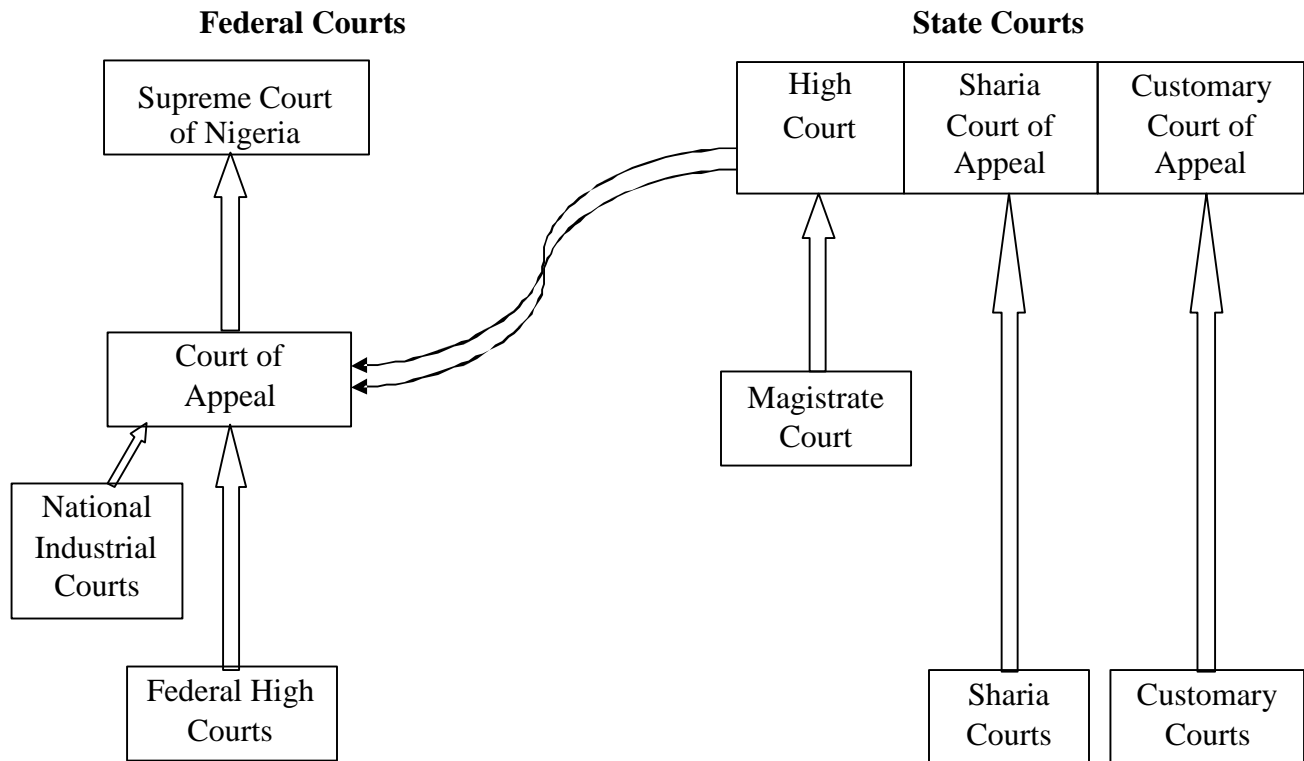 Federal Courts
State Courts
Supreme Court
of Nigeria
High
Court
Sharia
Court of
Appeal
Customary
Court of
Appeal
Court of
Appeal
Magistrate
Court
National
Industrial
Courts
Federal High
Courts
Sharia
Courts
Customary
Courts